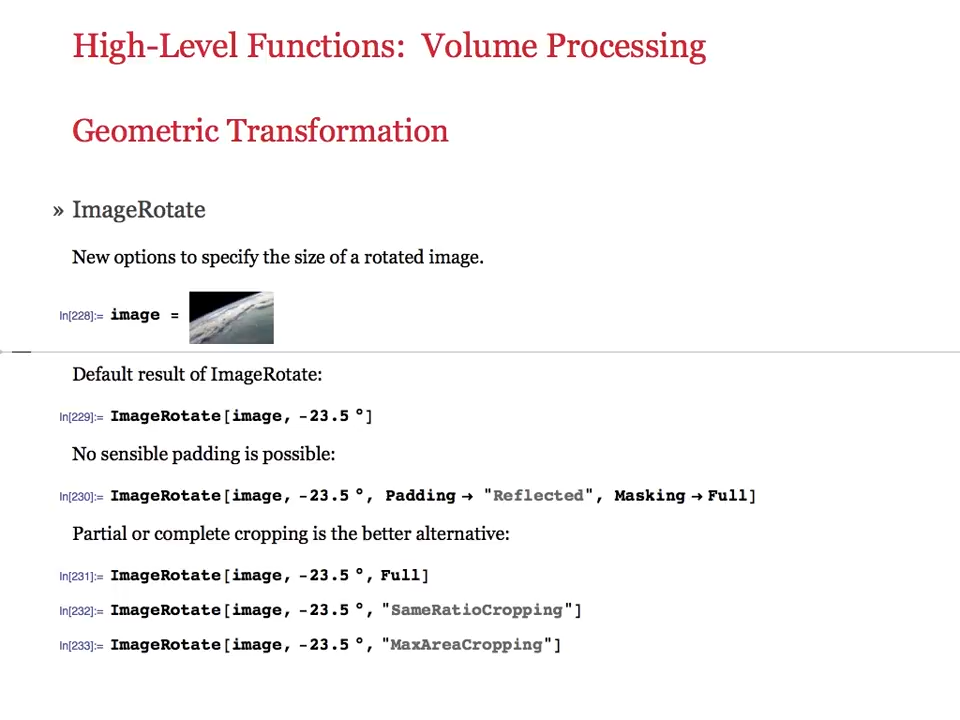 High-Level Functions: Volume Processing
Geometric Transformation
» ImageRotate
New options to specify the size of a rotated image.
In[228]:= image =
Default result of ImageRotate:
In[229]:= ImageRotate[image, -23.5 °]
No sensible padding is possible:
In[230]:= ImageRotate[image, -23.5 °, Padding → "Reflected", Masking → Full]
Partial or complete cropping is the better alternative:
In[231]:= ImageRotate[image, -23.5 °, Full]
In[232]:= ImageRotate[image, -23.5 °, "SameRatioCropping"]
In[233]:= ImageRotate[image, -23.5 °, "MaxAreaCropping"]